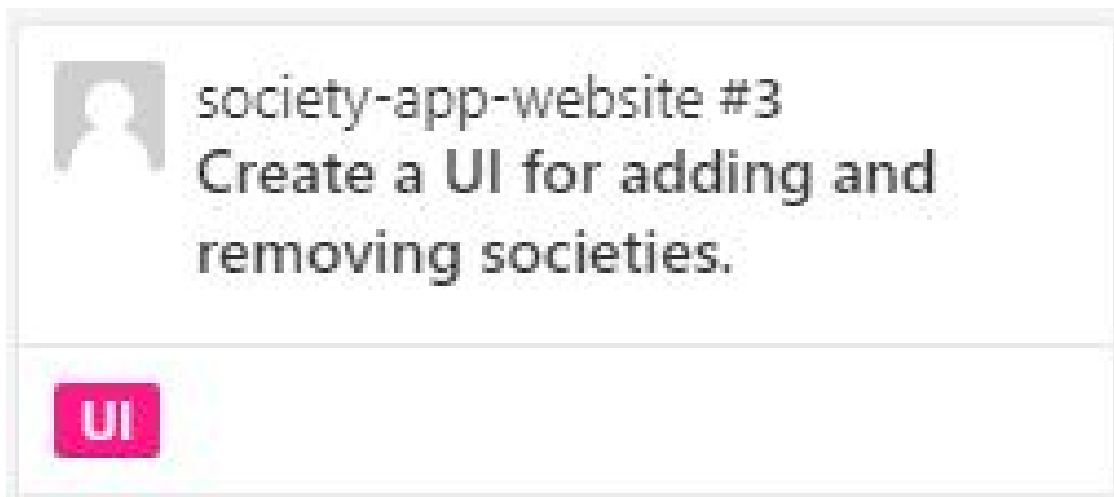 society-app-website #3
Create a UI for adding and
removing societies.
UI